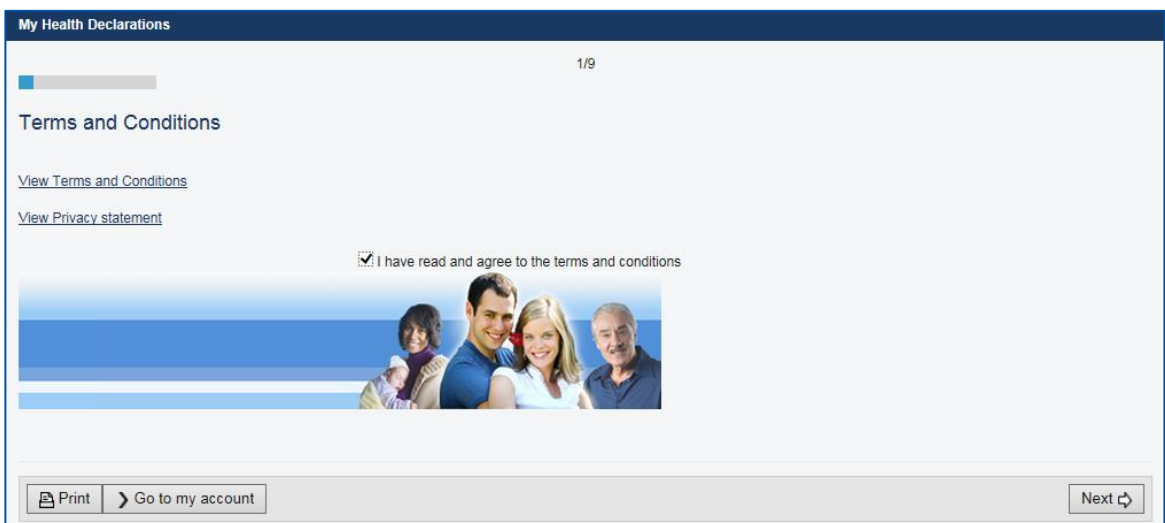 My Health Declarations
1/9
Terms and Conditions
View Terms and Conditions
View Privacy statement
I have read and agree to the terms and conditions
Print
Go to my account
Next